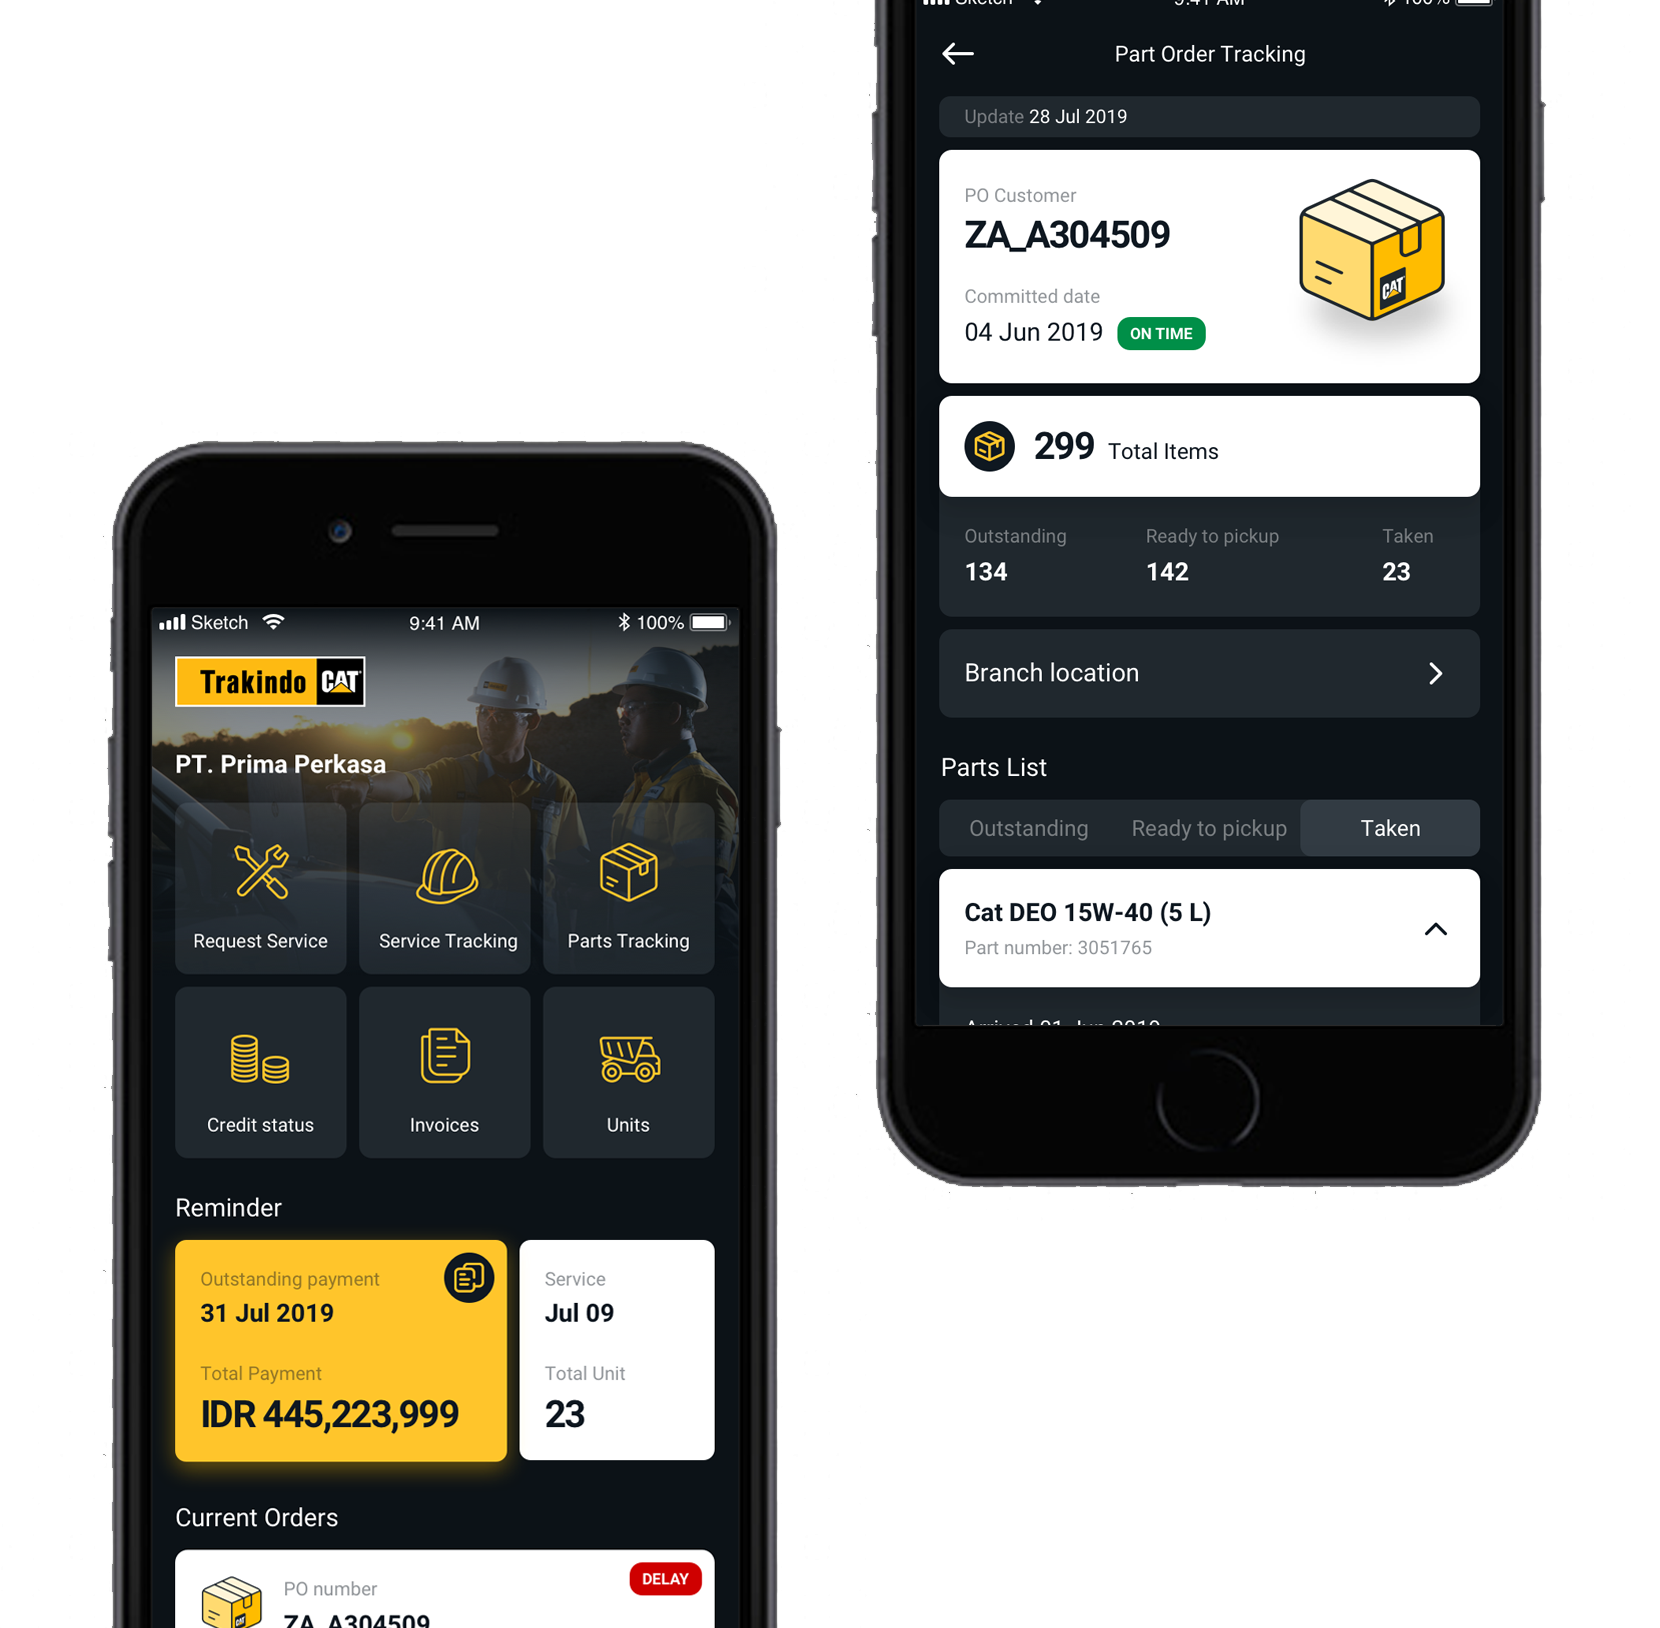 Sketch 9:41 AM 100%
Trakindo CAT
PT. Prima Perkasa
Request Service
Service Tracking
Parts Tracking
Credit status
Invoices
Units
Reminder
Outstanding payment
31 Jul 2019
Total Payment
IDR 445,223,999
Service
Jul 09
Total Unit
23
Current Orders
DELAY
PO number
ZA_A304509
CAT
Sketch 9:41 AM 100%
Part Order Tracking
Update 28 Jul 2019
PO Customer
ZA_A304509
Committed date
04 Jun 2019 ON TIME
CAT
299 Total Items
Outstanding
134
Ready to pickup
142
Taken
23
Branch location
Parts List
Outstanding Ready to pickup Taken
Cat DEO 15W-40 (5 L)
Part number: 3051765
Arrived 01 Jun 2019